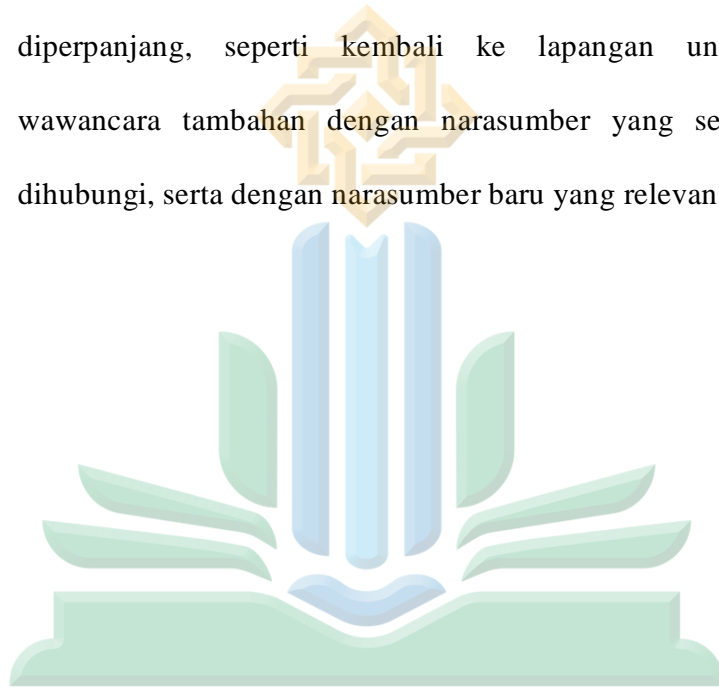 diperpanjang, seperti kembali ke lapangan
wawancara tambahan dengan narasumber yang
dihubungi, serta dengan narasumber baru yang relevan